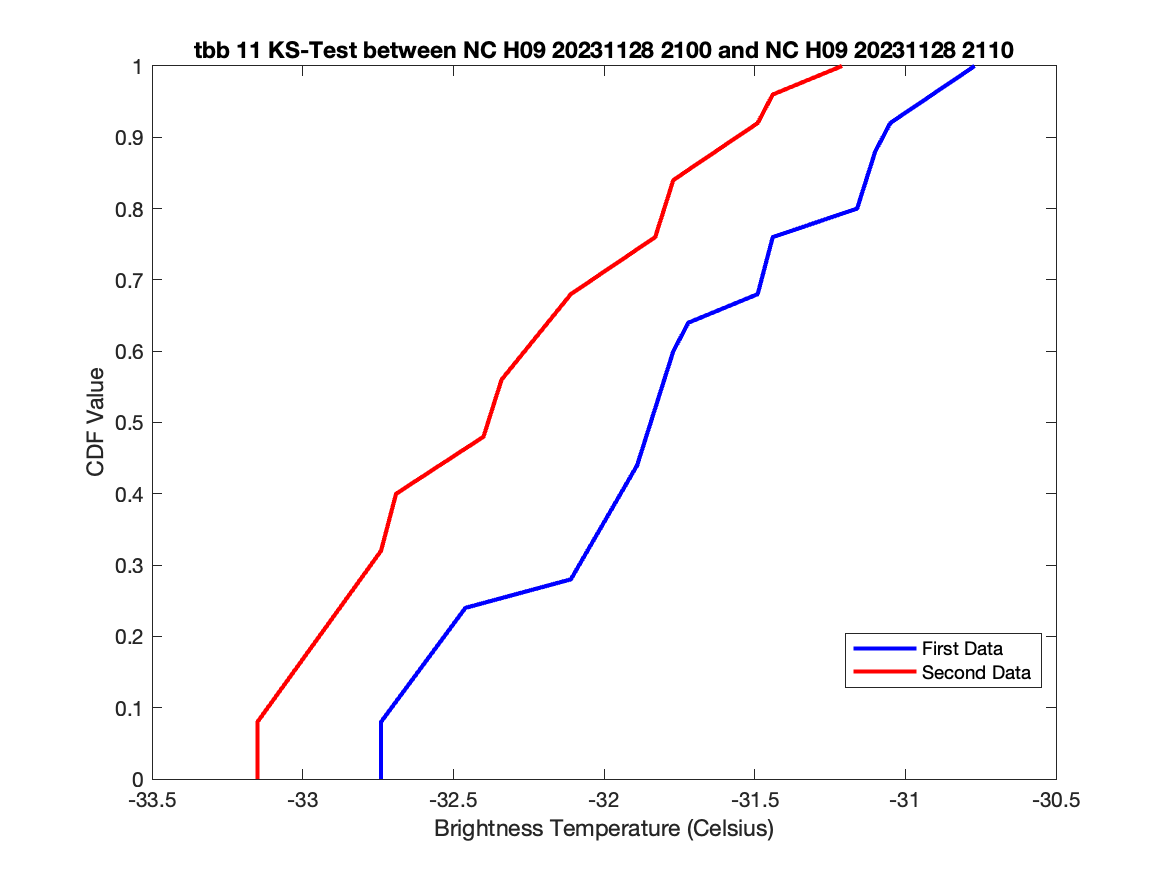 tbb 11 KS-Test between NC H09 20231128 2100 and NC H09 20231128 2110
1
0.9
0.8
0.7
0.6
0.5
0.4
0.3
0.2
0.1
0
CDF Value
First Data
Second Data
-33.5 -33 -32.5 -32 -31.5 -31 -30.5
Brightness Temperature (Celsius)